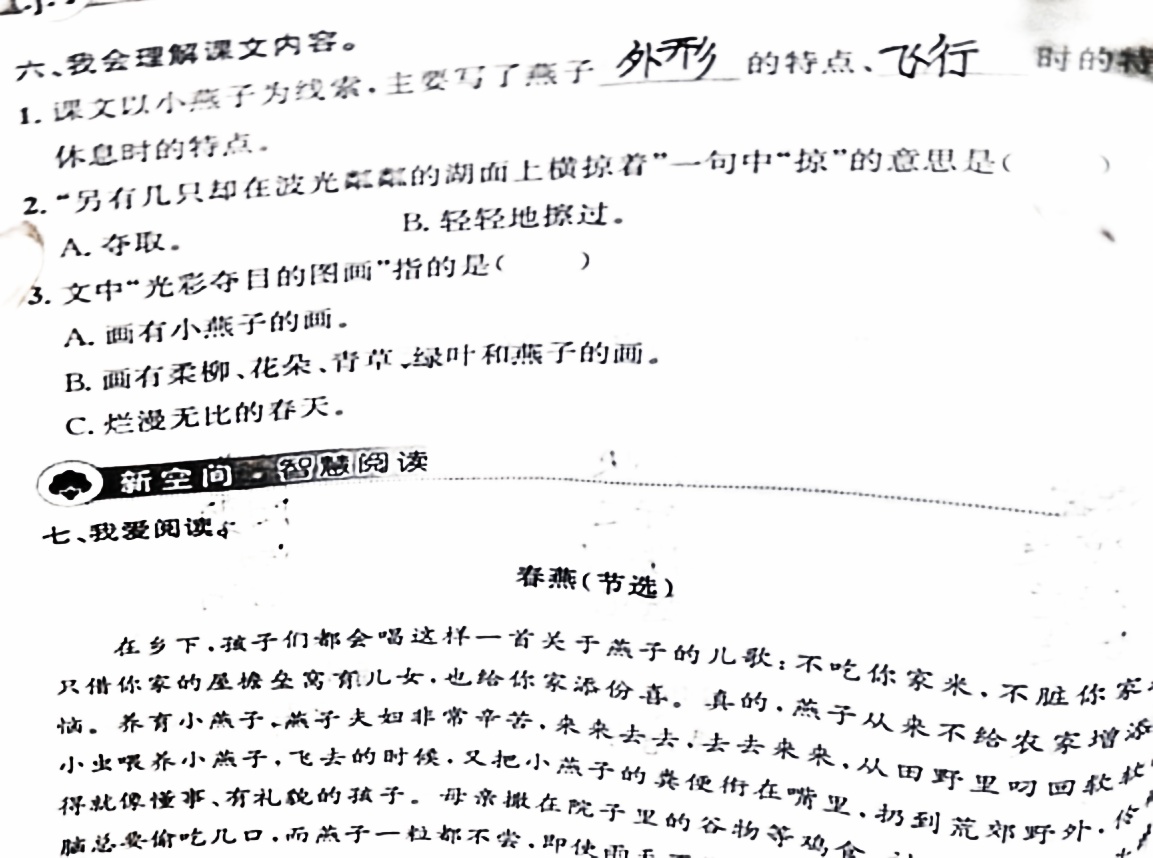 六、我会理解课文内容。
1. 课文以小燕子为线索,主要写了燕子 外形 的特点、飞行 时的特
休息时的特点。
2. “另有几只却在波光粼粼的湖面上横掠着”一句中“掠”的意思是( )
A. 夺取。 B. 轻轻地擦过。
3. 文中“光彩夺目的图画”指的是( )
A. 画有小燕子的画。
B. 画有柔柳、花朵、青草、绿叶和燕子的画。
C. 烂漫无比的春天。
新空间·智慧阅读
七、我爱阅读。
春燕(节选)
在乡下,孩子们都会唱这样一首关于燕子的儿歌:不吃你家米,不脏你家
只借你家的屋檐垒窝育儿女,也给你家添份喜。真的,燕子从来不给农家增添
恼。养育小燕子,燕子夫妇非常辛苦,来来去去,去去来来,从田野里叼回软软
小虫喂养小燕子,飞去的时候,又把小燕子的粪便衔在嘴里,扔到荒郊野外,
得就像懂事、有礼貌的孩子。母亲撒在院子里的谷物等鸡食
脑总要偷吃几口,而燕子一粒都不尝,即使雨天